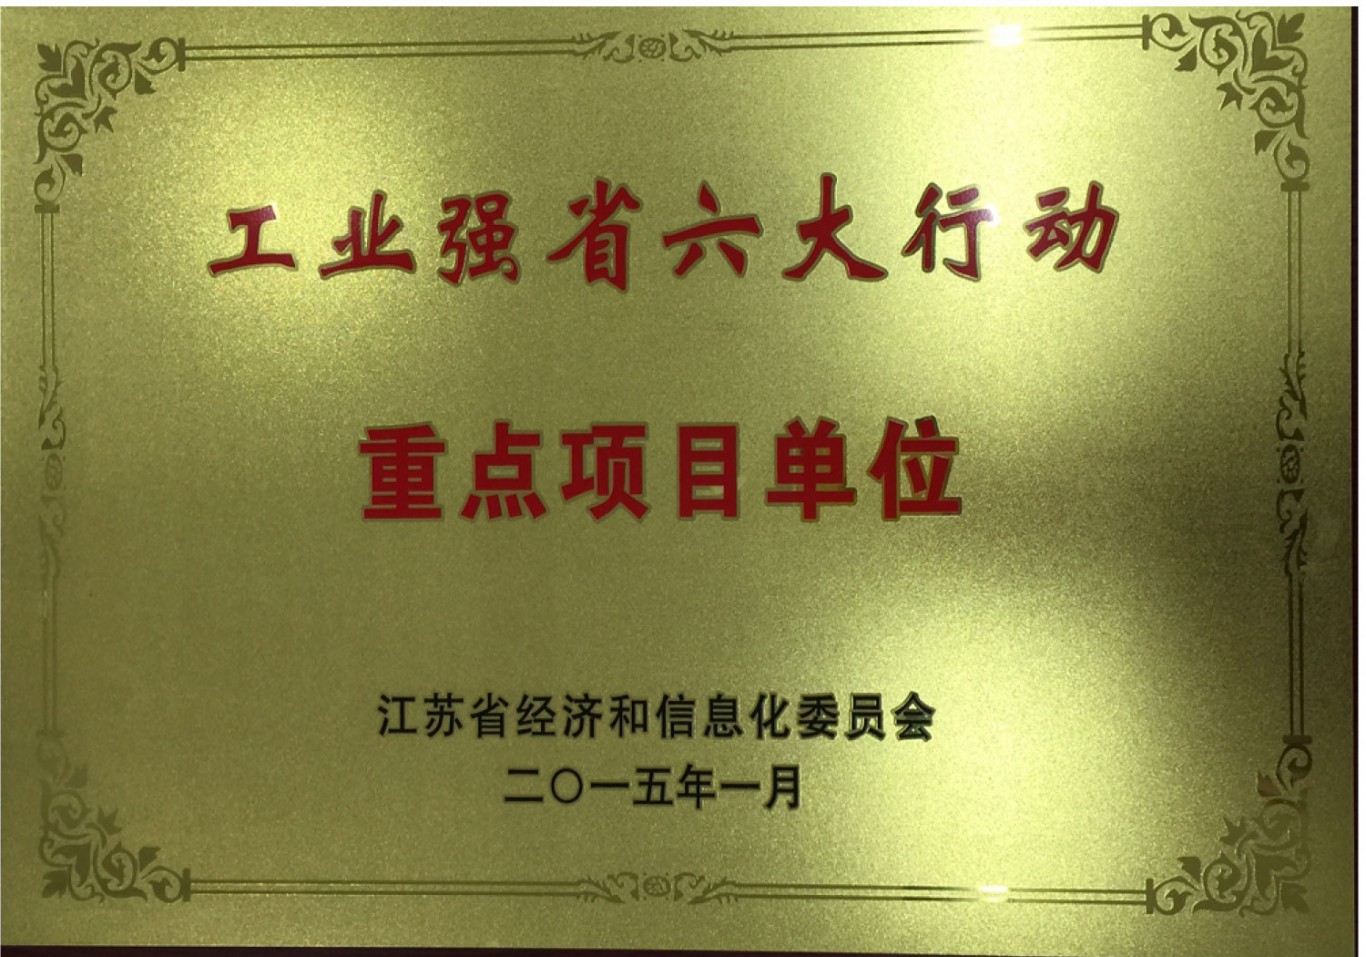 工业强省六大行动
重点项目单位
江苏省经济和信息化委员会
二〇一五年一月